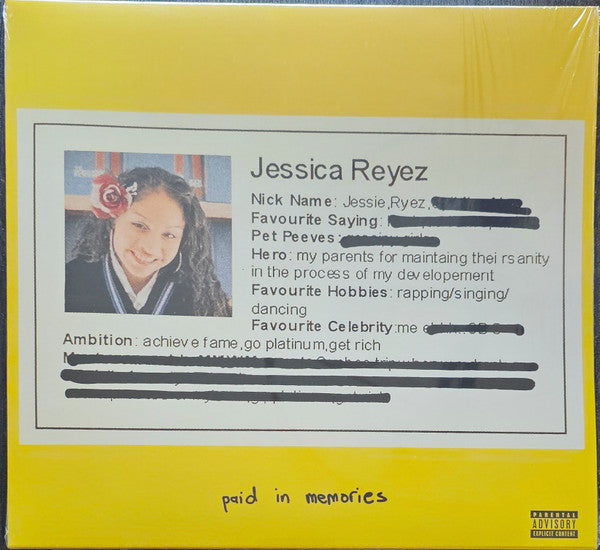 Jessica Reyez
Nick Name: Jessie,Ryez,
Favourite Saying:
Pet Peeves:
Hero: my parents for maintaing thei rsanity
in the process of my developement
Favourite Hobbies: rapping/singing/
dancing
Favourite Celebrity:me
Ambition: achieve fame,go platinum,get rich
paid in memories
PARENTAL
ADVISORY
EXPLICIT CONTENT